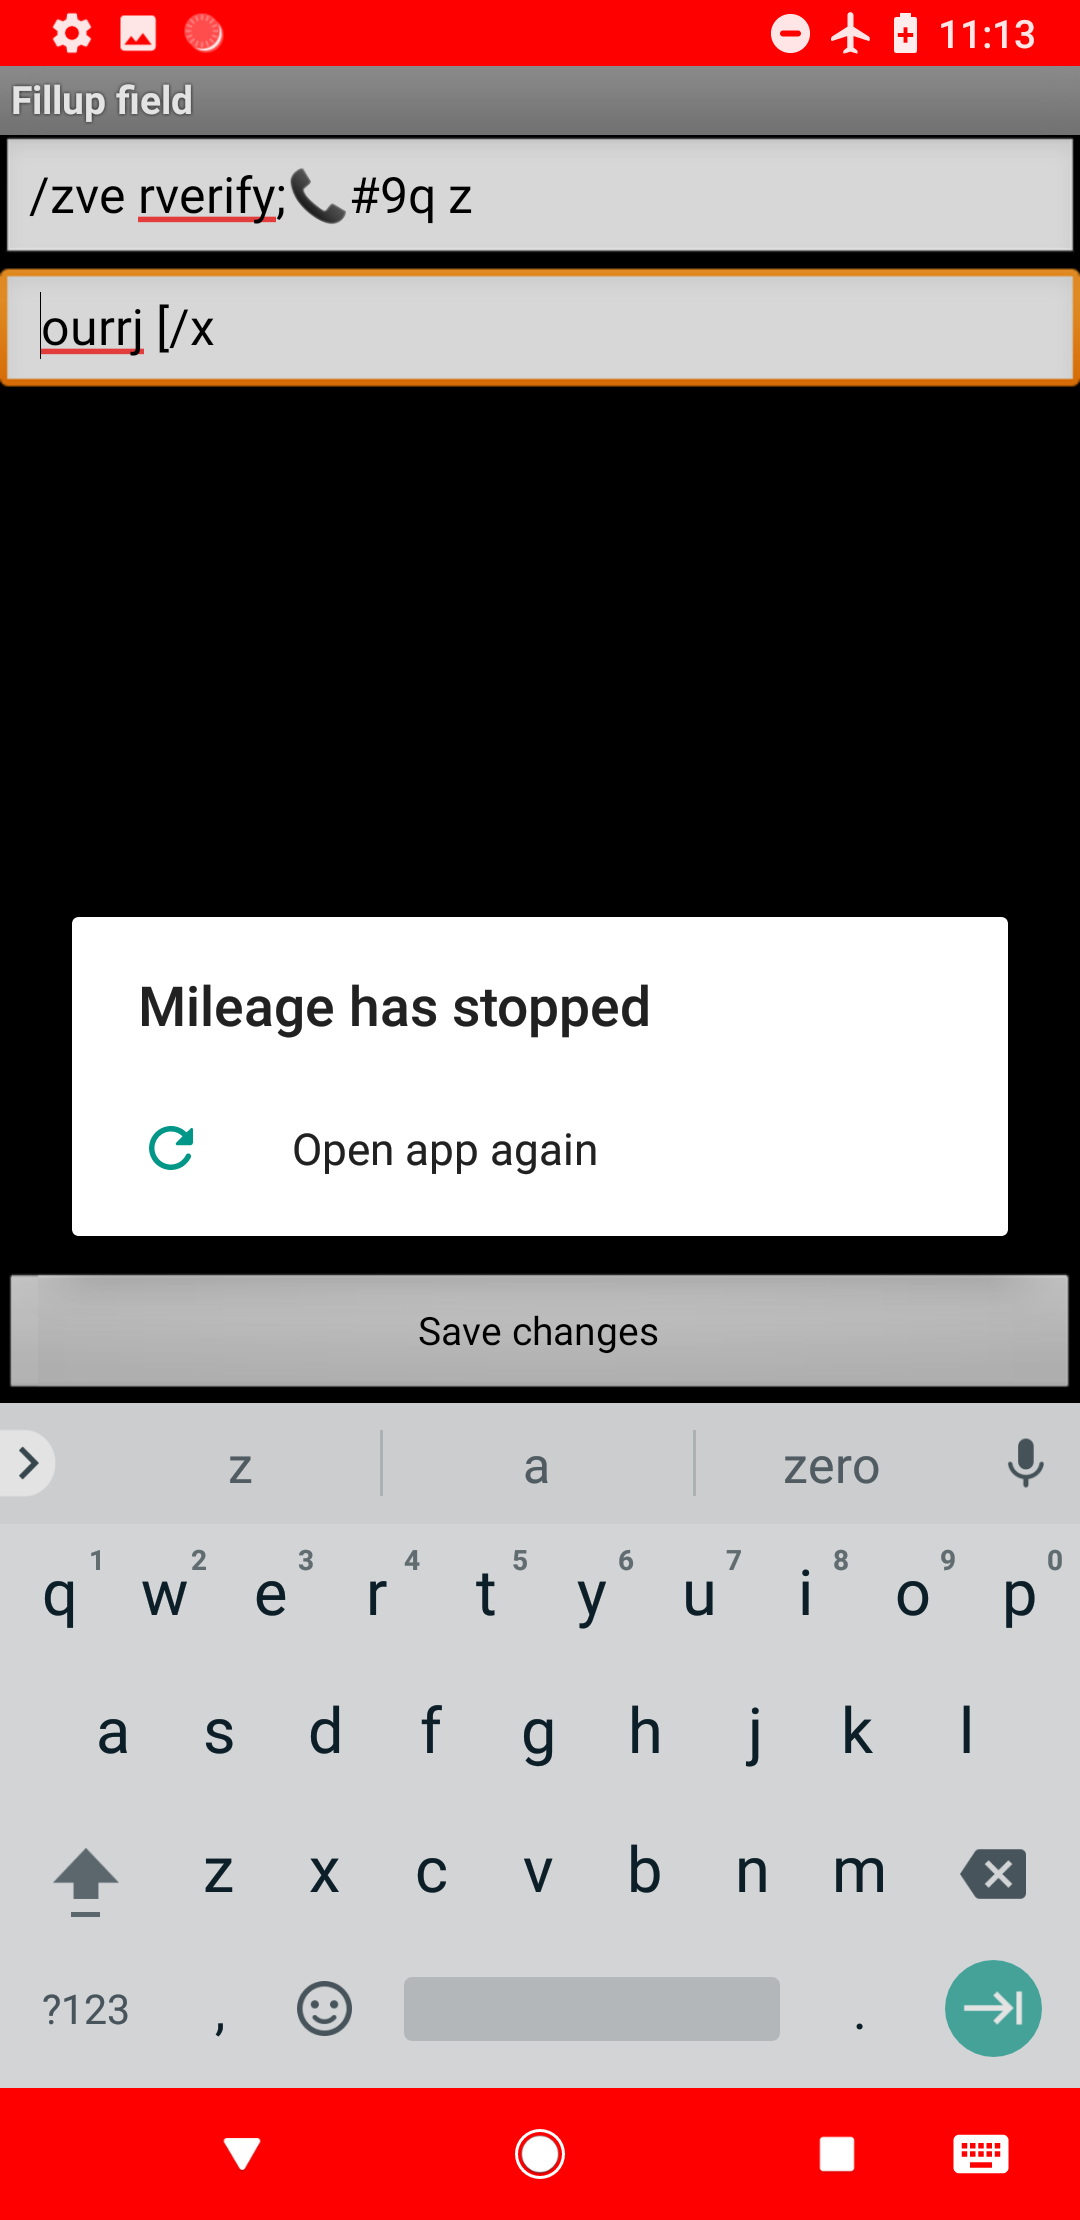 11:13
Fillup field
/zve rverify;📞#9q z
ourrj [/x
Mileage has stopped
Open app again
Save changes
z a zero
1 2 3 4 5 6 7 8 9 0
q w e r t y u i o p
a s d f g h j k l
z x c v b n m
?123 , .